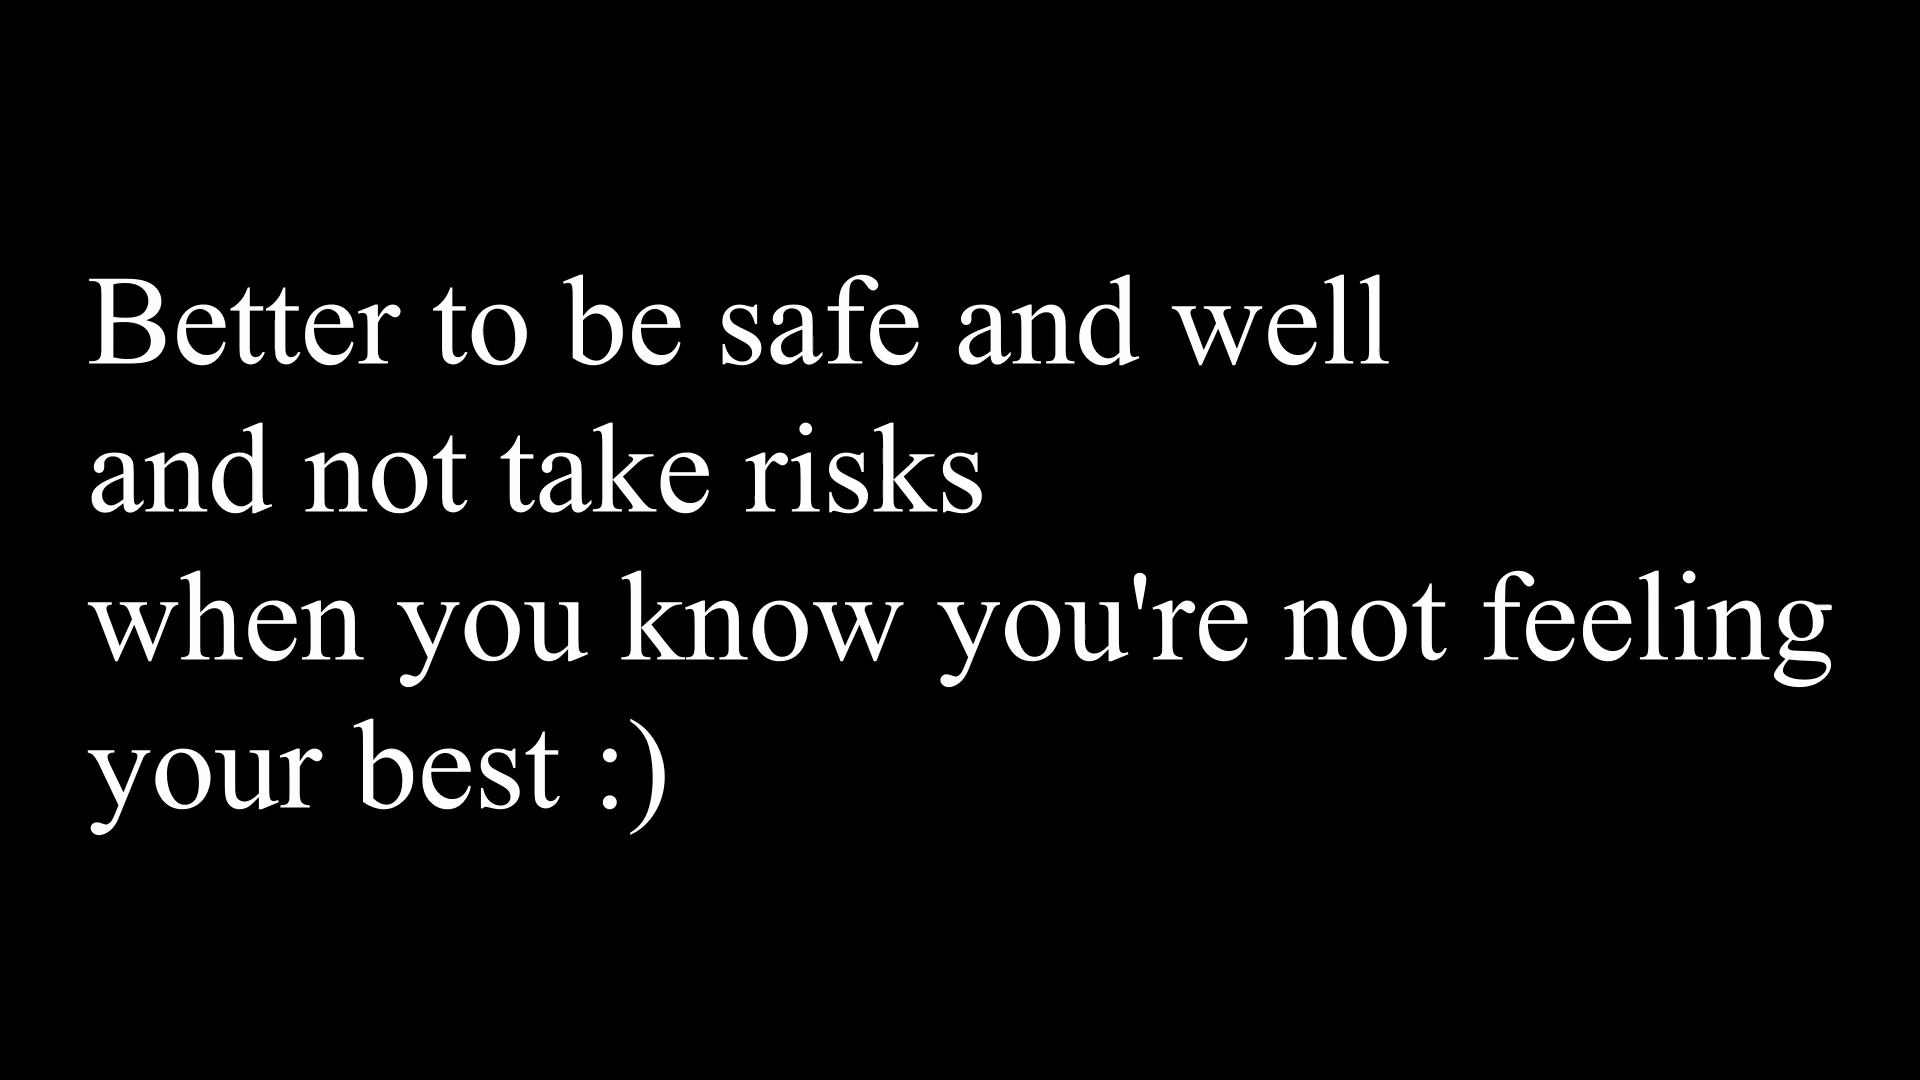 Better to be safe and well
and not take risks
when you know you're not feeling
your best :)